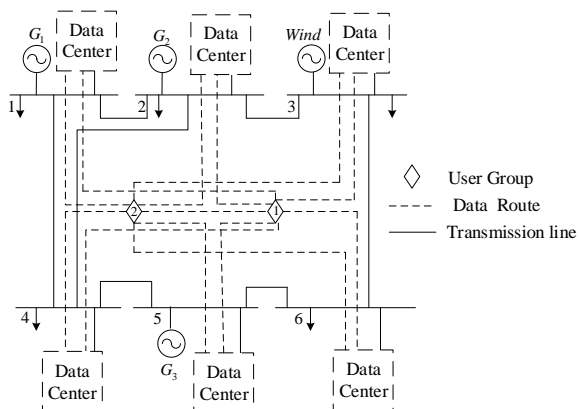 Data
Center
G1
Data
Center
G2
Wind
Data
Center
1
2
3
User Group
Data Route
Transmission line
2
1
4
5
6
G3
Data
Center
Data
Center
Data
Center